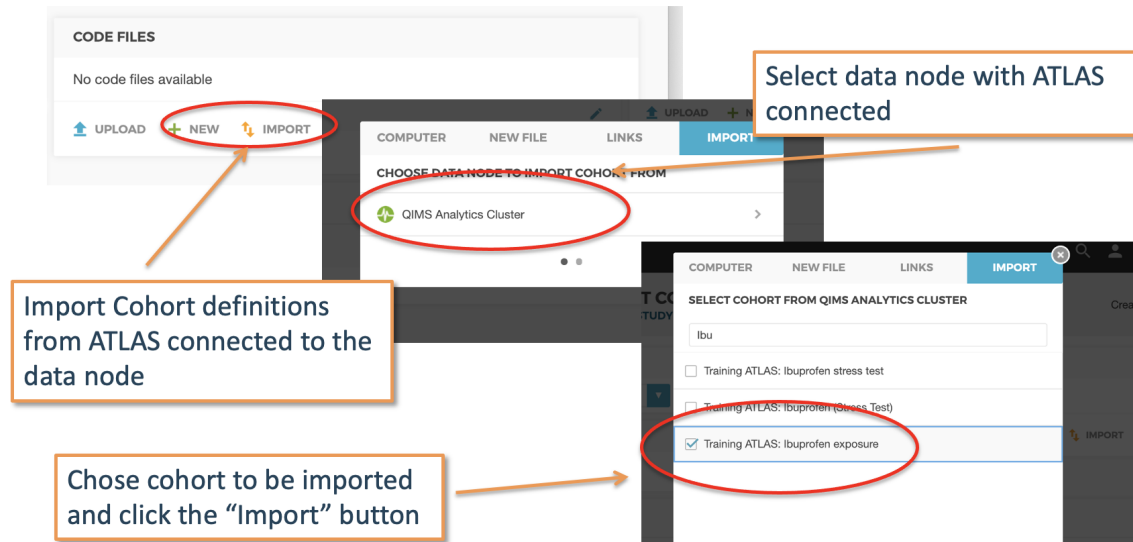 CODE FILES
No code files available
UPLOAD
NEW
IMPORT
Select data node with ATLAS
connected
UPLOAD
COMPUTER
NEW FILE
LINKS
IMPORT
CHOOSE DATA NODE TO IMPORT COHORT FROM
QIMS Analytics Cluster
Import Cohort definitions
from ATLAS connected to the
data node
COMPUTER
NEW FILE
LINKS
IMPORT
SELECT COHORT FROM QIMS ANALYTICS CLUSTER
Ibu
Training ATLAS: Ibuprofen stress test
Training ATLAS: Ibuprofen (Stress Test)
Training ATLAS: Ibuprofen exposure
IMPORT
Chose cohort to be imported
and click the “Import” button